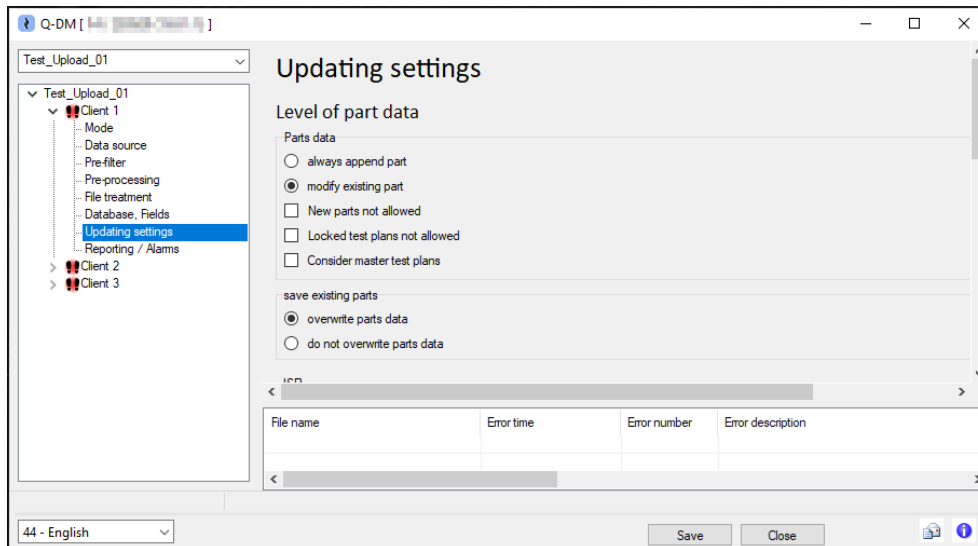 Q-DM [ ]
Test_Upload_01
Test_Upload_01
Client 1
Mode
Data source
Pre-filter
Pre-processing
File treatment
Database, Fields
Updating settings
Reporting / Alarms
Client 2
Client 3
Updating settings
Level of part data
Parts data
always append part
modify existing part
New parts not allowed
Locked test plans not allowed
Consider master test plans
save existing parts
overwrite parts data
do not overwrite parts data
File name Error time Error number Error description
44 - English
Save Close